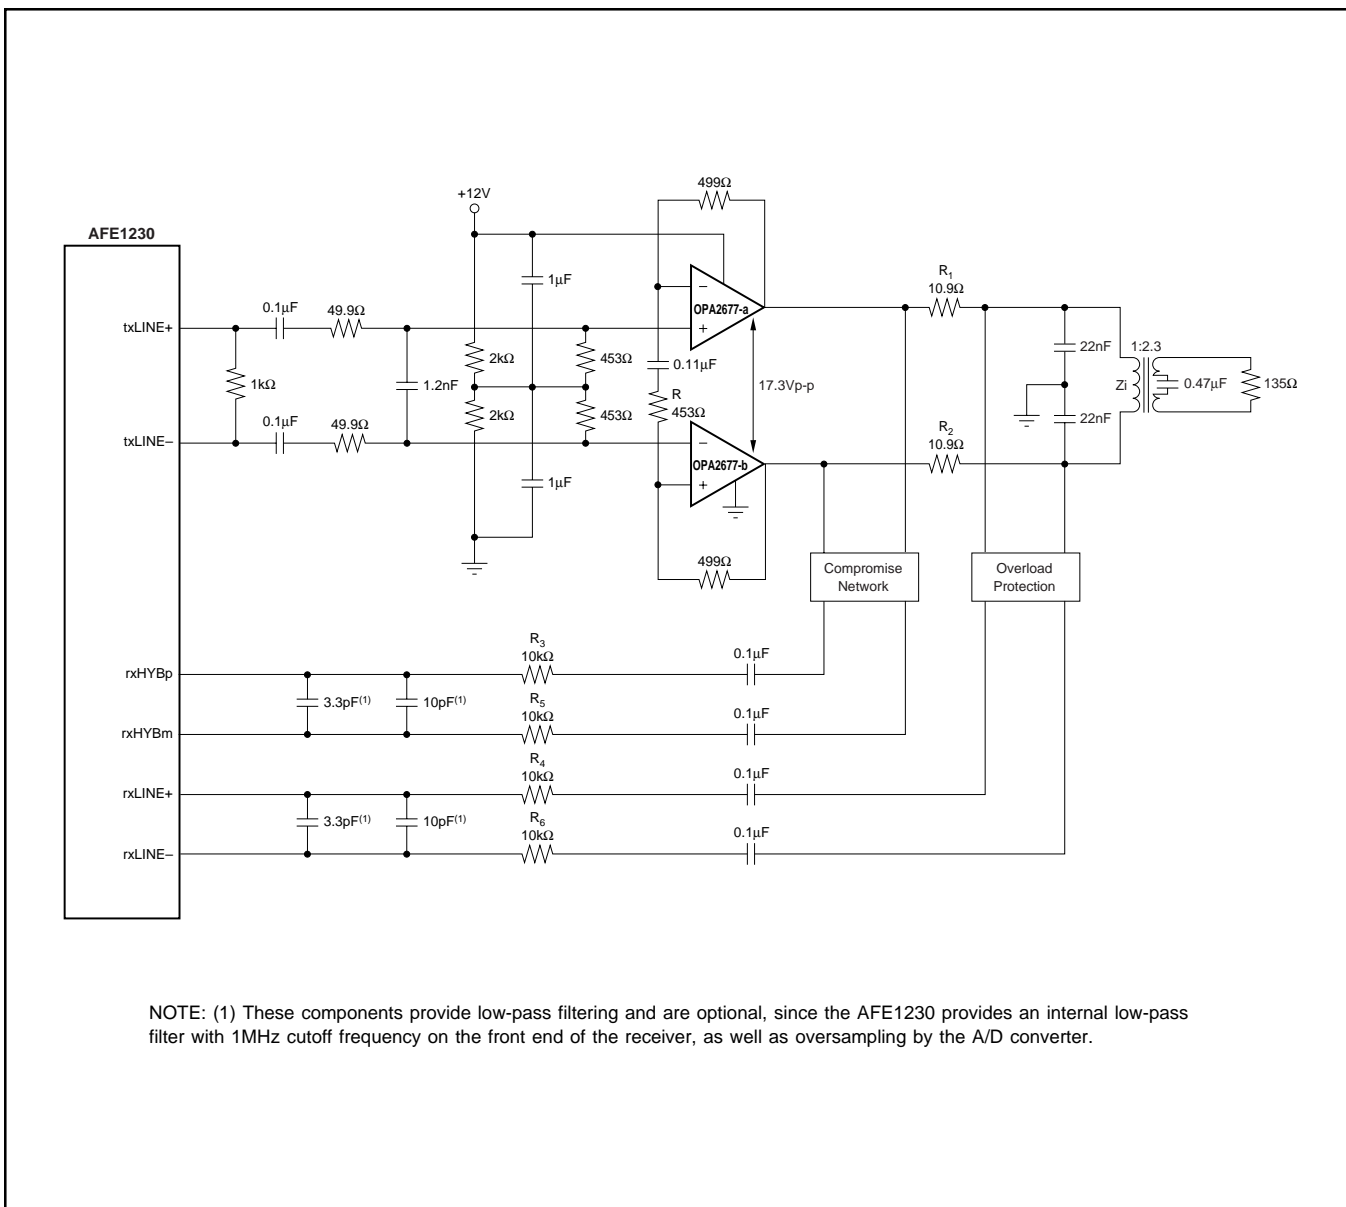 499Ω
+12V
AFE1230
1µF
R1
10.9Ω
0.1µF
49.9Ω
– OPA2677-a +
txLINE+
22nF
1:2.3
2kΩ
453Ω
0.11µF
1kΩ
1.2nF
17.3Vp-p
Zi
0.47µF
135Ω
R
453Ω
2kΩ
453Ω
0.1µF
49.9Ω
22nF
txLINE–
R2
10.9Ω
– OPA2677-b +
1µF
499Ω
Compromise
Network
Overload
Protection
R3
10kΩ
0.1µF
rxHYBp
3.3pF(1)
10pF(1)
R5
10kΩ
0.1µF
rxHYBm
R4
10kΩ
0.1µF
rxLINE+
3.3pF(1)
10pF(1)
R6
10kΩ
0.1µF
rxLINE–
NOTE: (1) These components provide low-pass filtering and are optional, since the AFE1230 provides an internal low-pass
filter with 1MHz cutoff frequency on the front end of the receiver, as well as oversampling by the A/D converter.